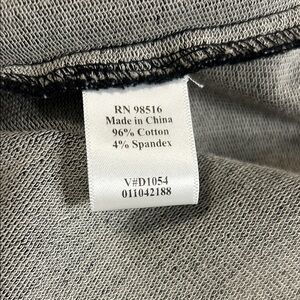 RN 98516
Made in China
96% Cotton
4% Spandex
V#D1054
011042188